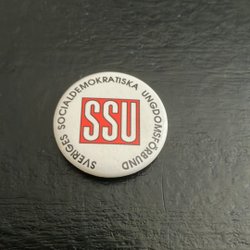 SVERIGES SOCIALDEMOKRATISKA UNGDOMSFÖRBUND
SSU